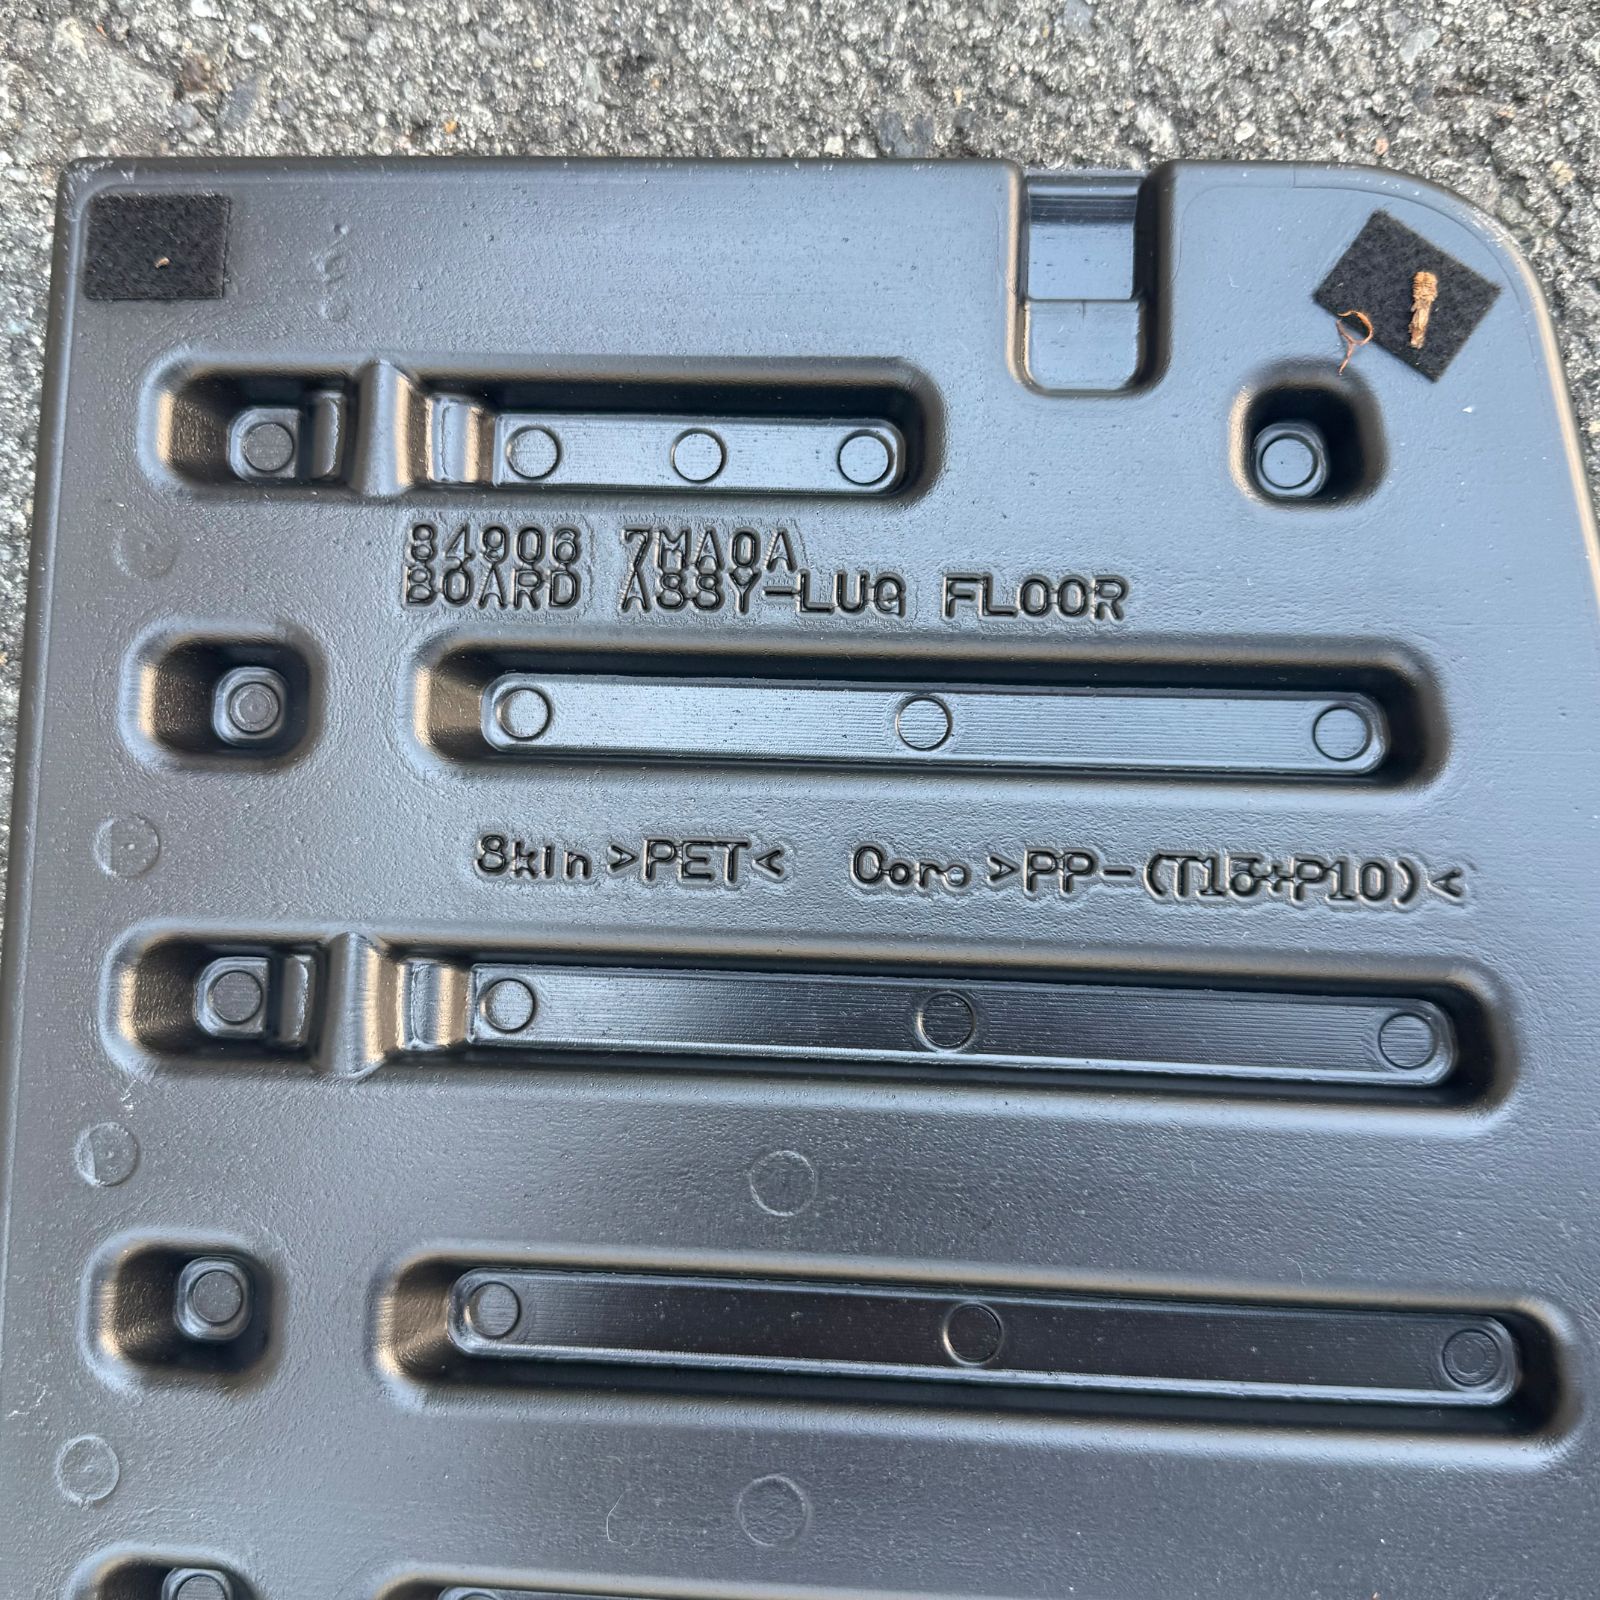 84906 7MA0A
BOARD ASSY-LUG FLOOR
Skin >PET< Core >PP-(T15+P10)<